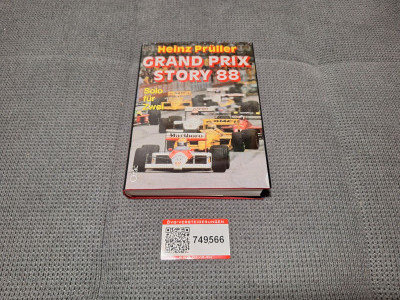 Heinz Prüller
GRAND PRIX
STORY 88
Solo
für
Zwei
Marlboro
749566